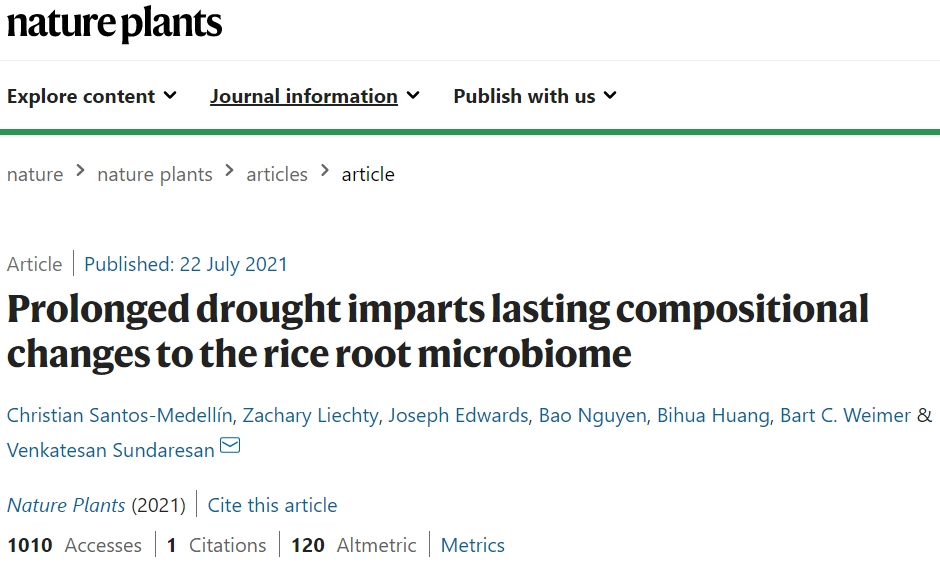 nature plants
Explore content Journal information Publish with us
nature > nature plants > articles > article
Article | Published: 22 July 2021
Prolonged drought imparts lasting compositional
changes to the rice root microbiome
Christian Santos-Medellín, Zachary Liechty, Joseph Edwards, Bao Nguyen, Bihua Huang, Bart C. Weimer &
Venkatesan Sundaresan
Nature Plants (2021) | Cite this article
1010 Accesses | 1 Citations | 120 Altmetric | Metrics